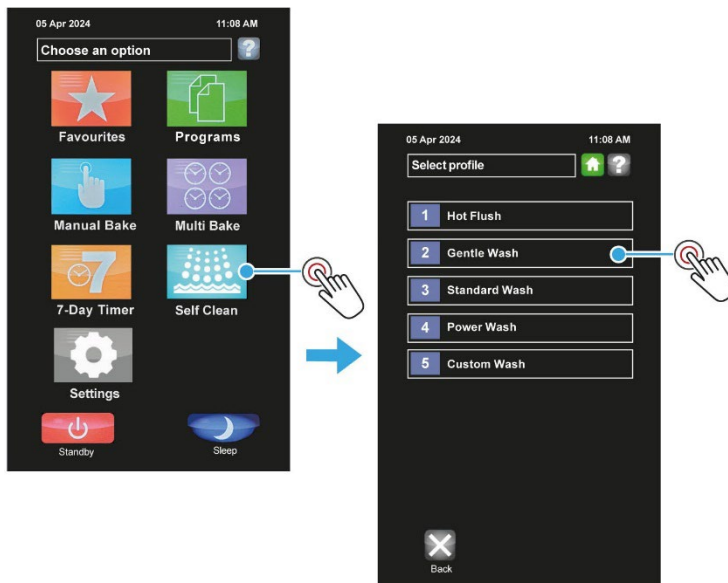 05 Apr 2024 11:08 AM
Choose an option ?
Favourites Programs
Manual Bake Multi Bake
7
7-Day Timer Self Clean
Settings
Standby Sleep
05 Apr 2024 11:08 AM
Select profile ?
1 Hot Flush
2 Gentle Wash
3 Standard Wash
4 Power Wash
5 Custom Wash
Back